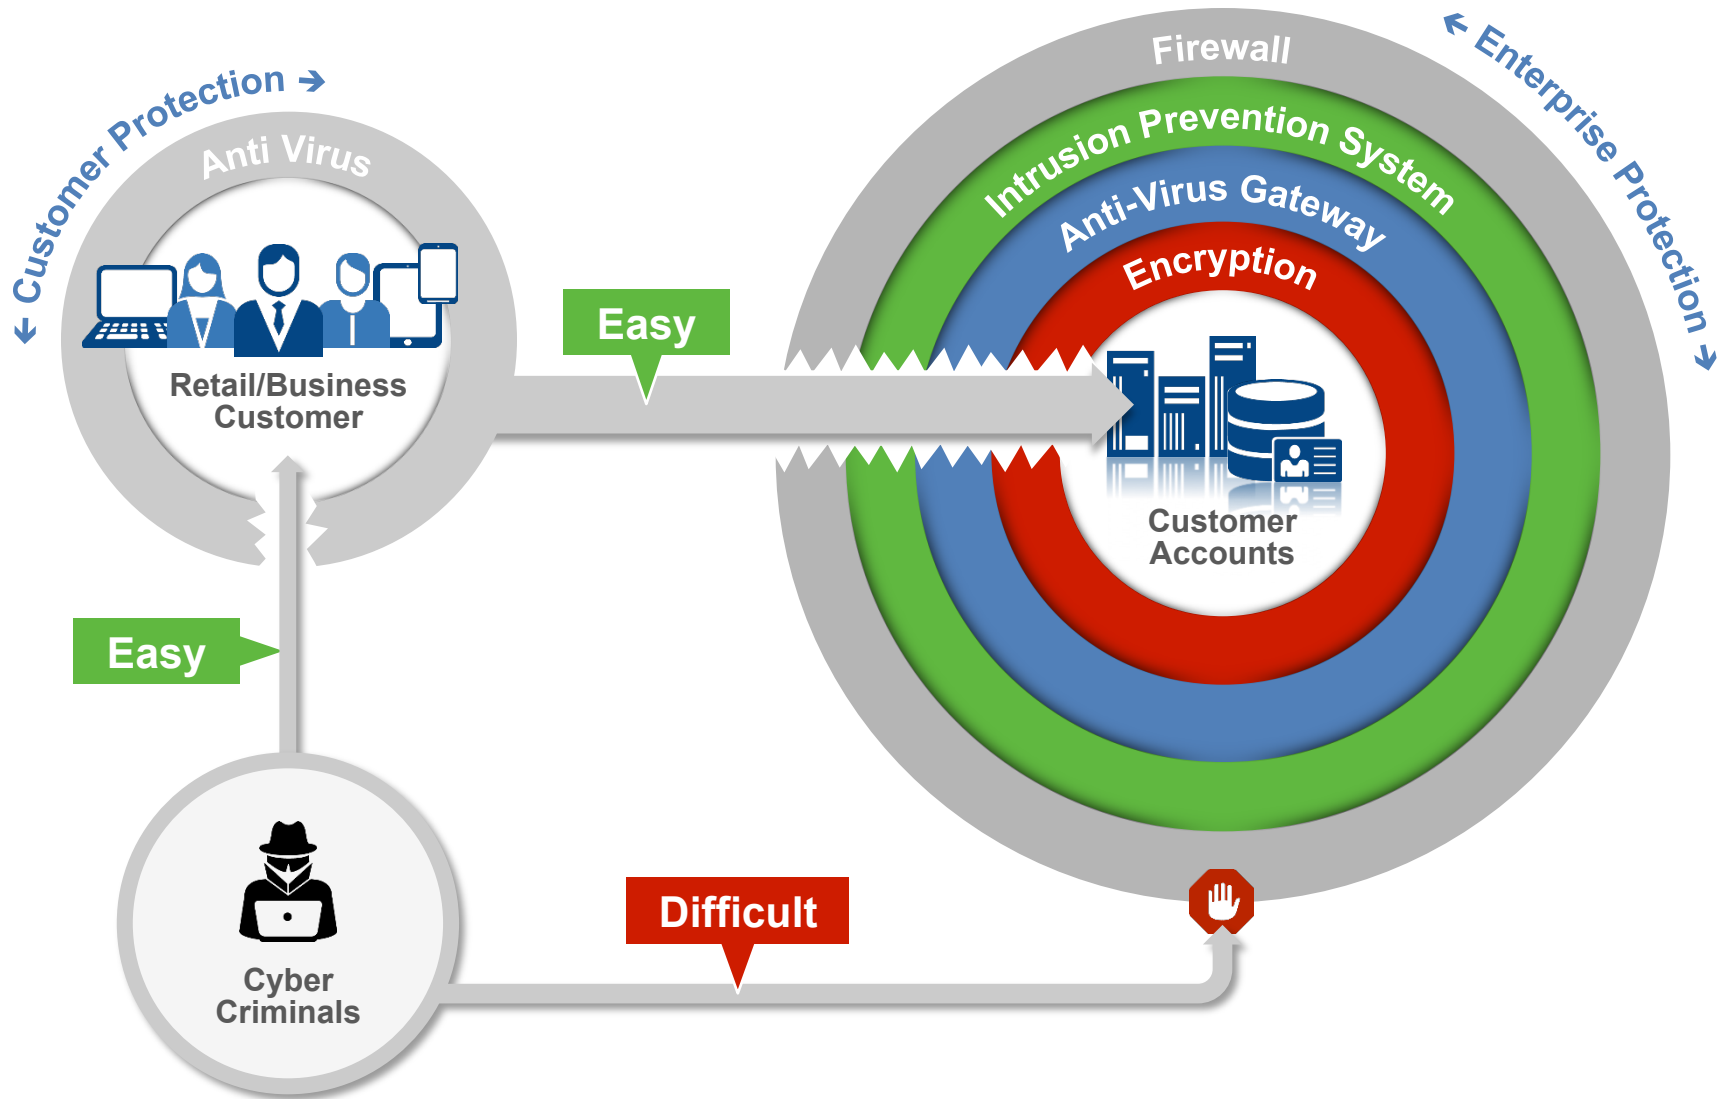 ← Customer Protection →
Anti Virus
Retail/Business
Customer
Easy
Firewall
Intrusion Prevention System
Anti-Virus Gateway
Encryption
Customer
Accounts
← Enterprise Protection →
Easy
Cyber
Criminals
Difficult